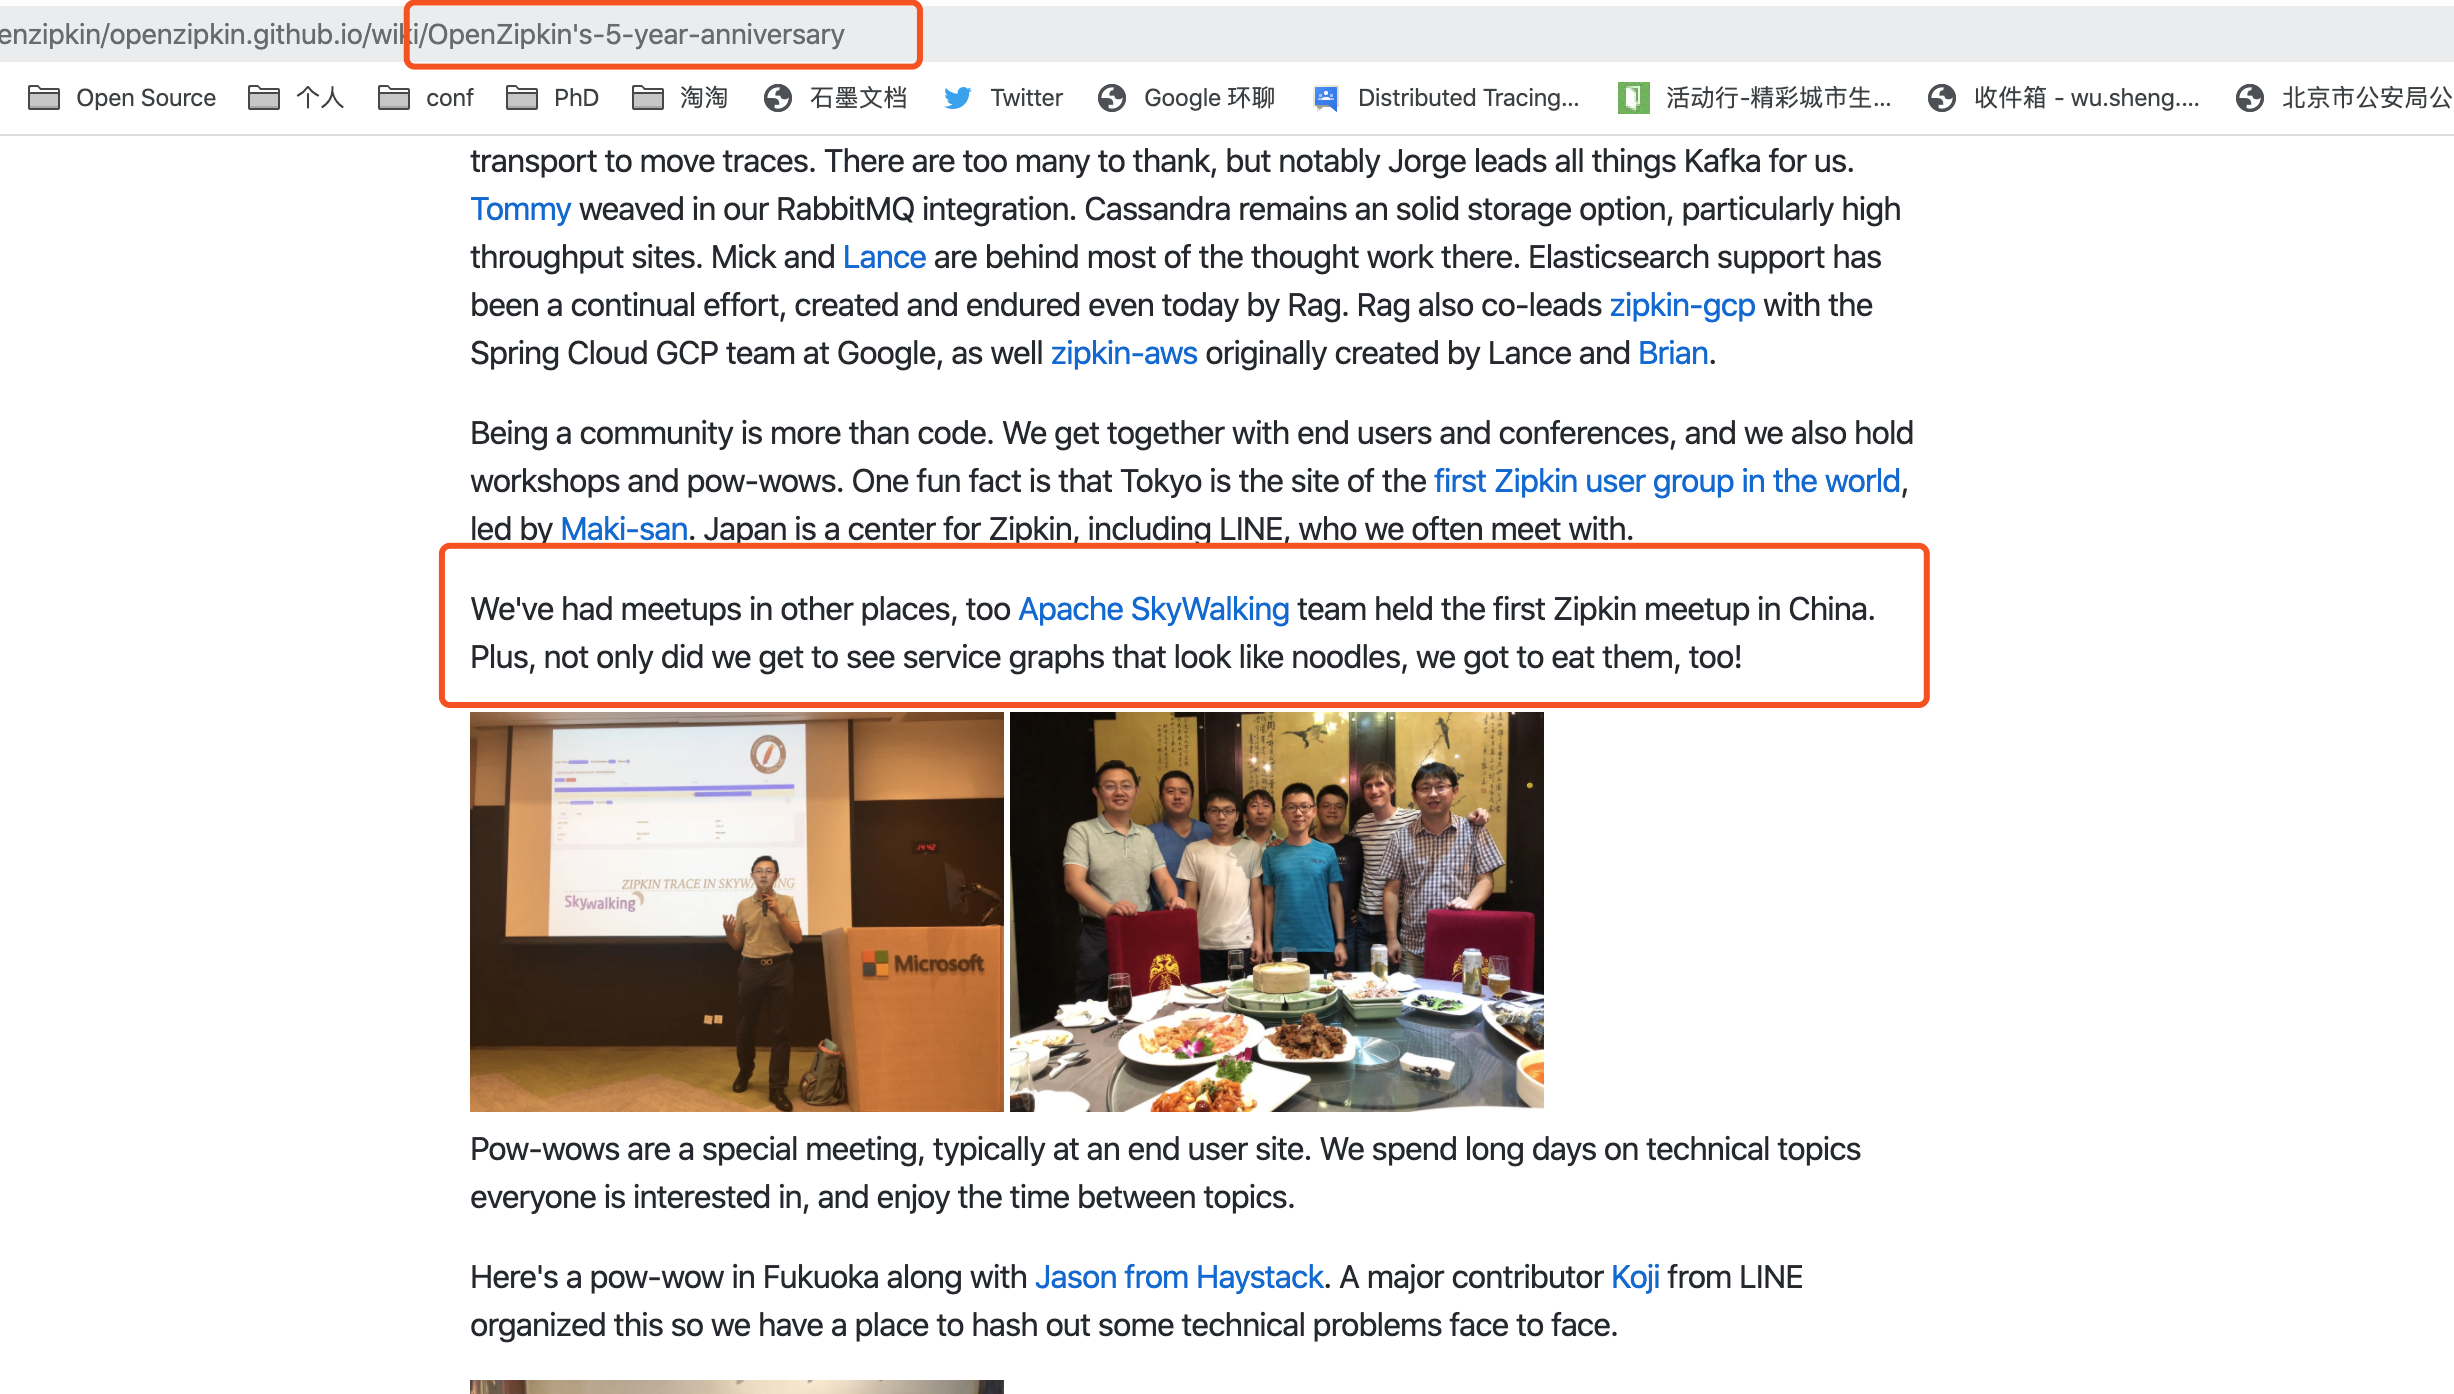 enzipkin/openzipkin.github.io/wiki/OpenZipkin's-5-year-anniversary
Open Source 个人 conf PhD 淘淘 石墨文档 Twitter Google 环聊 Distributed Tracing... 活动行-精彩城市生... 收件箱 - wu.sheng.... 北京市公安局公
transport to move traces. There are too many to thank, but notably Jorge leads all things Kafka for us.
Tommy weaved in our RabbitMQ integration. Cassandra remains an solid storage option, particularly high
throughput sites. Mick and Lance are behind most of the thought work there. Elasticsearch support has
been a continual effort, created and endured even today by Rag. Rag also co-leads zipkin-gcp with the
Spring Cloud GCP team at Google, as well zipkin-aws originally created by Lance and Brian.
Being a community is more than code. We get together with end users and conferences, and we also hold
workshops and pow-wows. One fun fact is that Tokyo is the site of the first Zipkin user group in the world,
led by Maki-san. Japan is a center for Zipkin, including LINE, who we often meet with.
We've had meetups in other places, too Apache SkyWalking team held the first Zipkin meetup in China.
Plus, not only did we get to see service graphs that look like noodles, we got to eat them, too!
ZIPKIN TRACE IN
Skywalking
Microsoft
Pow-wows are a special meeting, typically at an end user site. We spend long days on technical topics
everyone is interested in, and enjoy the time between topics.
Here's a pow-wow in Fukuoka along with Jason from Haystack. A major contributor Koji from LINE
organized this so we have a place to hash out some technical problems face to face.